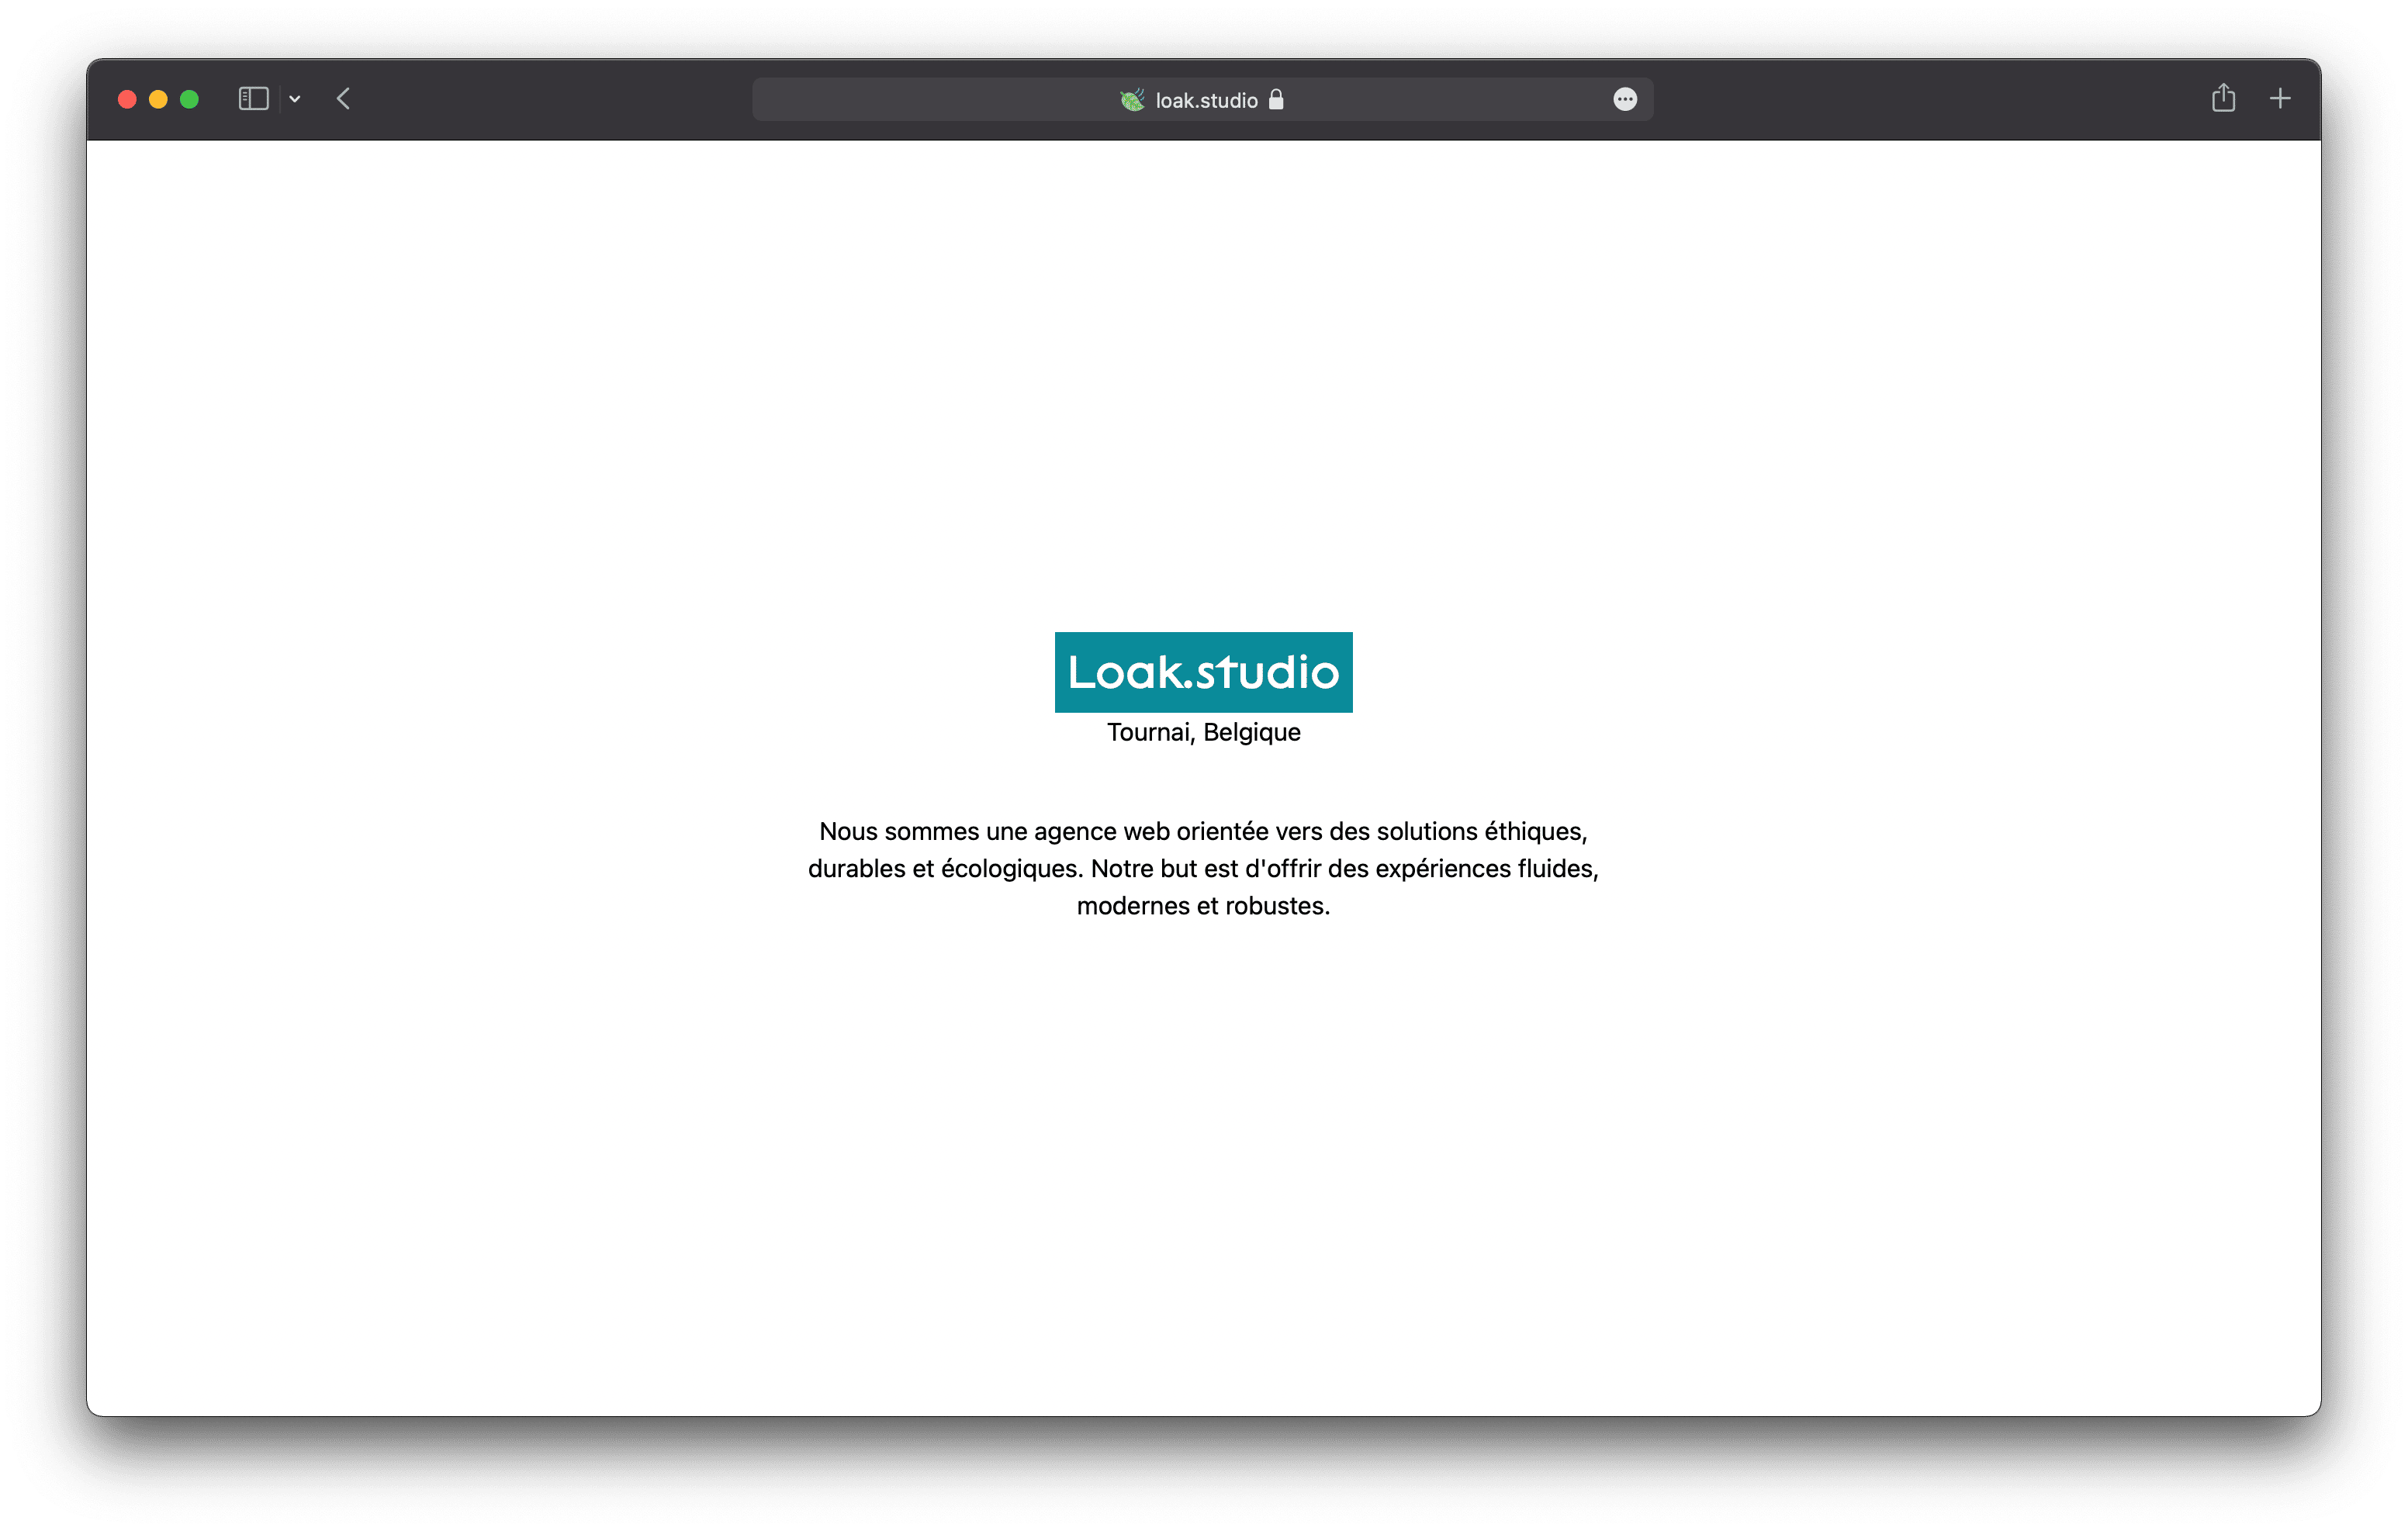 loak.studio
Loak.studio
Tournai, Belgique
Nous sommes une agence web orientée vers des solutions éthiques,
durables et écologiques. Notre but est d'offrir des expériences fluides,
modernes et robustes.